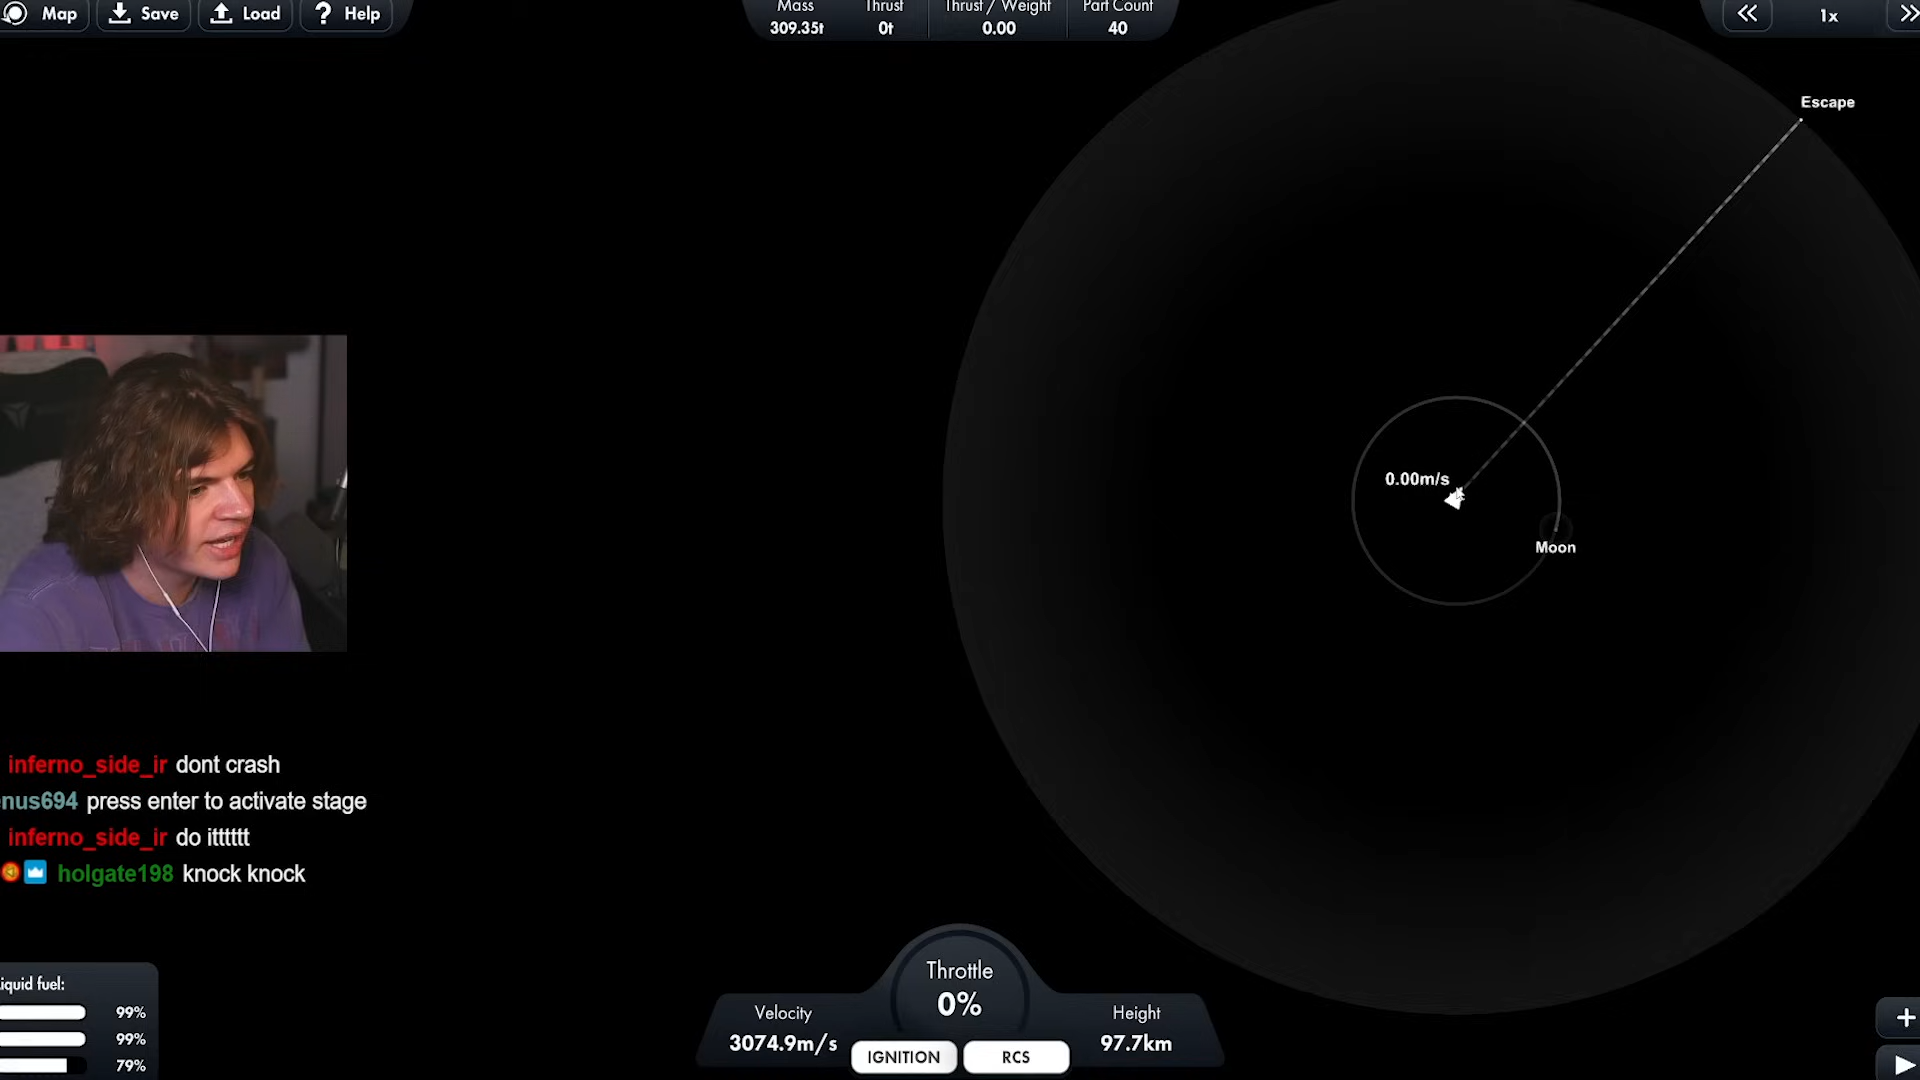 Map Save Load Help
Mass Thrust Thrust / Weight Part Count
309.35t 0t 0.00 40
1x
Escape
0.00m/s
Moon
inferno_side_ir dont crash
enus694 press enter to activate stage
inferno_side_ir do itttttt
holgate198 knock knock
iquid fuel:
99%
99%
79%
Throttle
0%
Velocity
3074.9m/s
Height
97.7km
IGNITION RCS